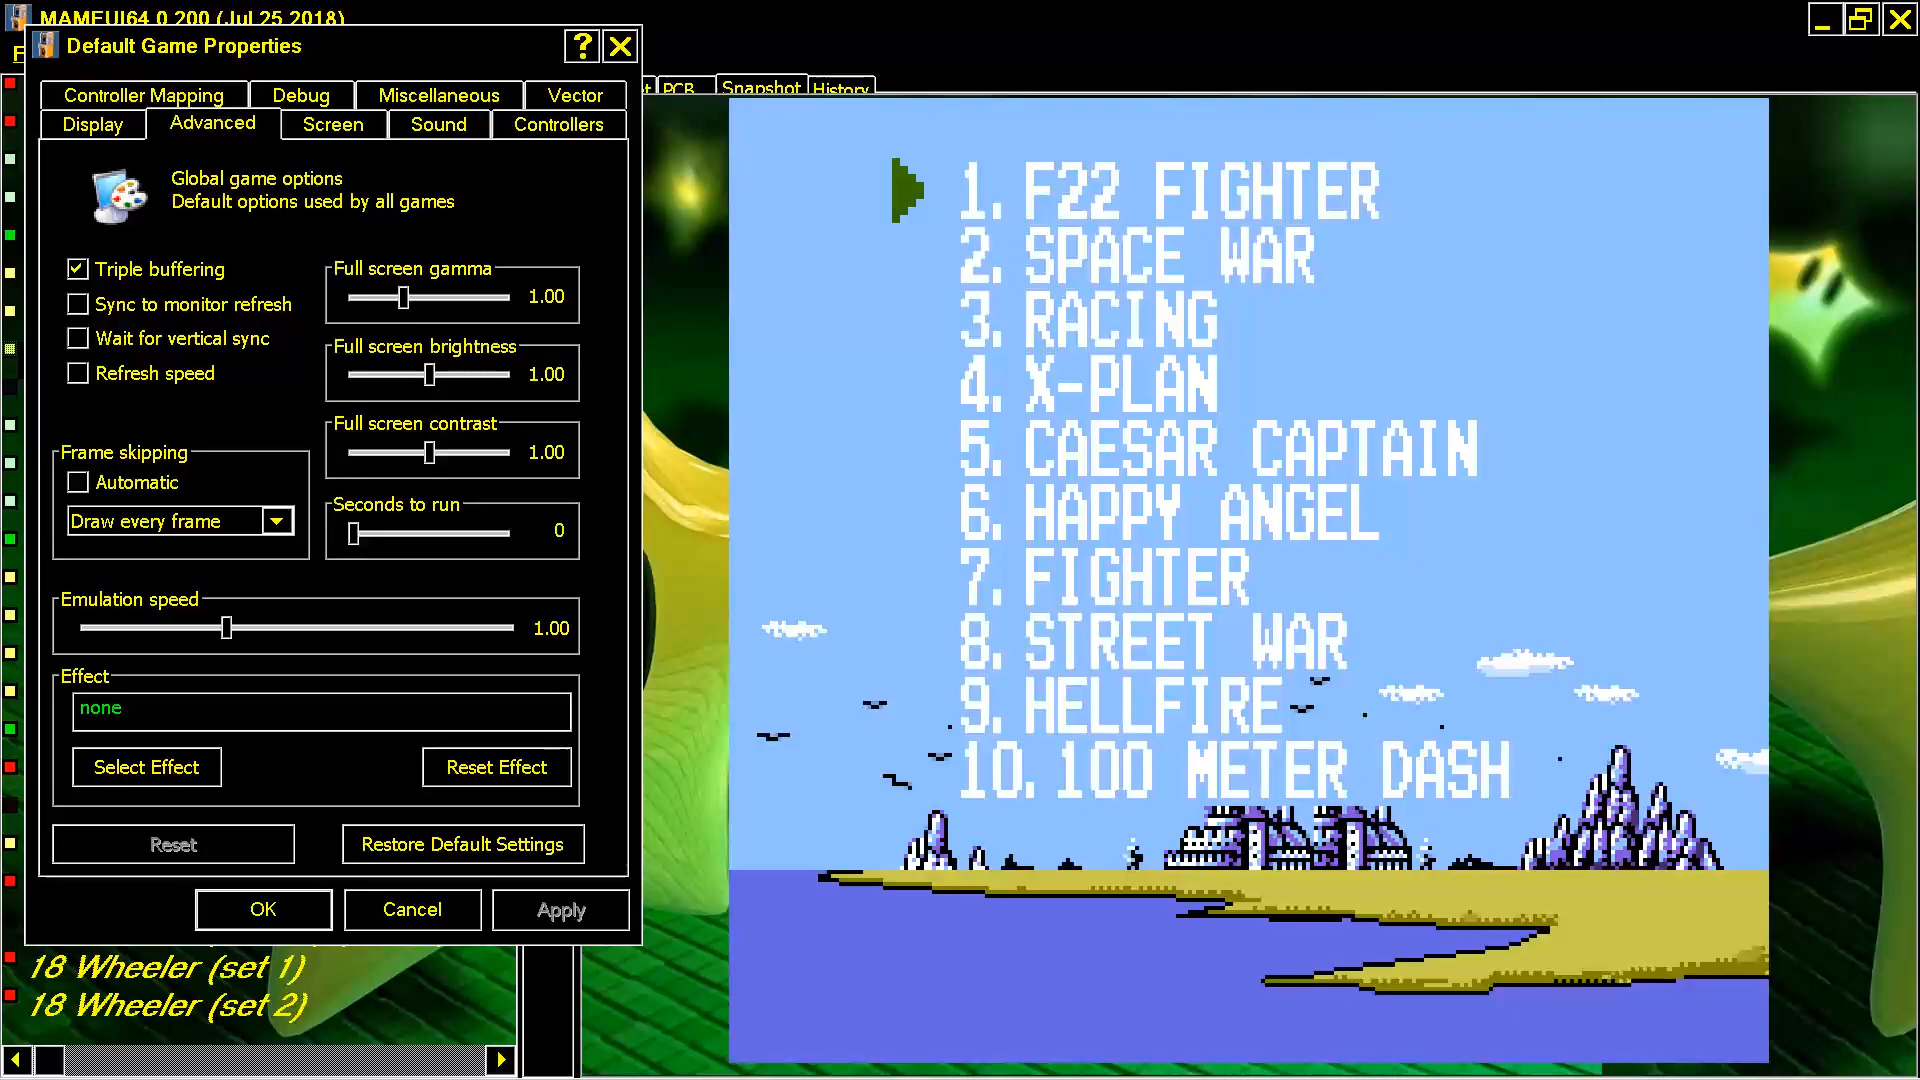 MAMEUI64 0.200 (Jul 25 2018)
Default Game Properties
Controller Mapping
Debug
Miscellaneous
Vector
Display
Advanced
Screen
Sound
Controllers
PCB
Snapshot
History
Global game options
Default options used by all games
Triple buffering
Sync to monitor refresh
Wait for vertical sync
Refresh speed
Full screen gamma
1.00
Full screen brightness
1.00
Full screen contrast
1.00
Frame skipping
Automatic
Draw every frame
Seconds to run
0
Emulation speed
1.00
Effect
none
Select Effect
Reset Effect
Reset
Restore Default Settings
OK
Cancel
Apply
18 Wheeler (set 1)
18 Wheeler (set 2)
1. F22 FIGHTER
2. SPACE WAR
3. RACING
4. X-PLAN
5. CAESAR CAPTAIN
6. HAPPY ANGEL
7. FIGHTER
8. STREET WAR
9. HELLFIRE
10. 100 METER DASH